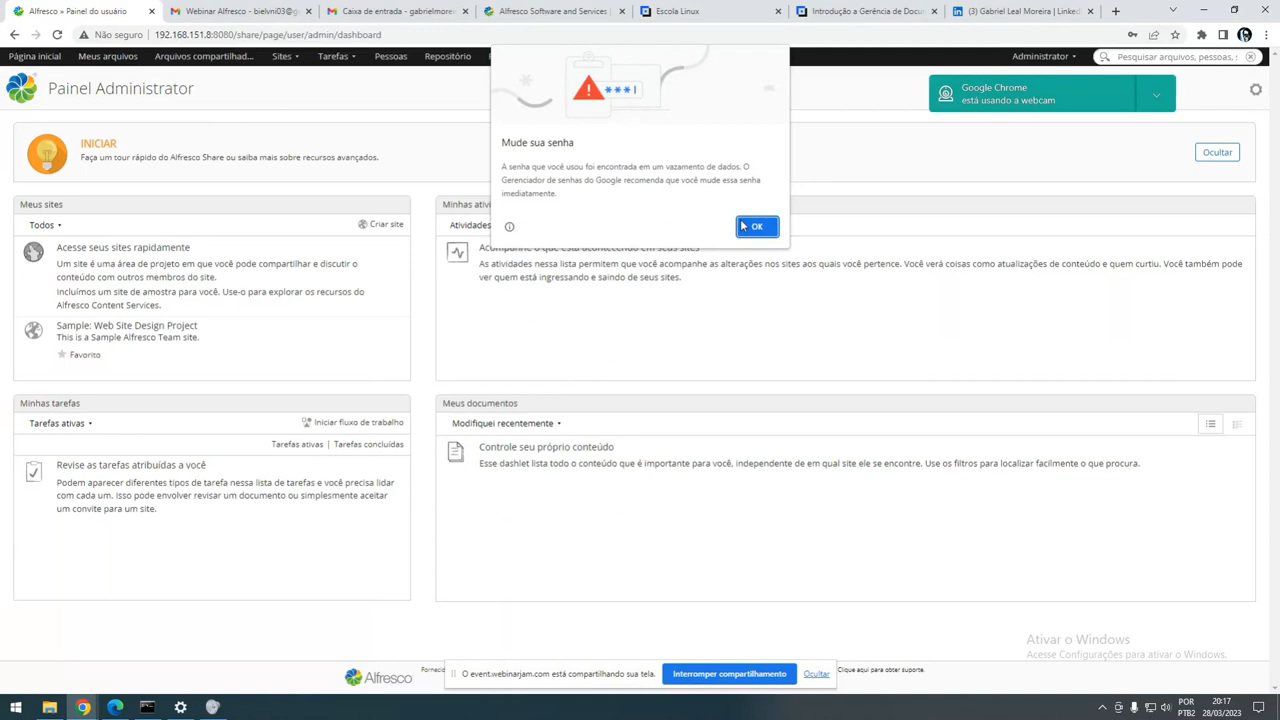 Alfresco » Painel do usuário
Webinar Alfresco - bielvni03@g
Caixa de entrada - gabrielmore
Alfresco Software and Services |
Escola Linux
Introdução a Gerência de Docu
(3) Gabriel Leal Moreira | Linked
Não seguro
192.168.151.8:8080/share/page/user/admin/dashboard
Página inicial
Meus arquivos
Arquivos compartilhad...
Sites
Tarefas
Pessoas
Repositório
Administrator
Pesquisar arquivos, pessoas, s
Painel Administrator
Google Chrome
está usando a webcam
INICIAR
Faça um tour rápido do Alfresco Share ou saiba mais sobre recursos avançados.
Ocultar
Mude sua senha
A senha que você usou foi encontrada em um vazamento de dados. O
Gerenciador de senhas do Google recomenda que você mude essa senha
imediatamente.
OK
Meus sites
Todos
Criar site
Acesse seus sites rapidamente
Um site é uma área de projeto em que você pode compartilhar e discutir o
conteúdo com outros membros do site.
Incluímos um site de amostra para você. Use-o para explorar os recursos do
Alfresco Content Services.
Sample: Web Site Design Project
This is a Sample Alfresco Team site.
Favorito
Minhas ativi
Atividades
Acompanhe o que está acontecendo em seus sites
As atividades nessa lista permitem que você acompanhe as alterações nos sites aos quais você pertence. Você verá coisas como atualizações de conteúdo e quem curtiu. Você também pode
ver quem está ingressando e saindo de seus sites.
Minhas tarefas
Tarefas ativas
Iniciar fluxo de trabalho
Tarefas ativas | Tarefas concluídas
Revise as tarefas atribuídas a você
Podem aparecer diferentes tipos de tarefa nessa lista de tarefas e você precisa lidar
com cada um. Isso pode envolver revisar um documento ou simplesmente aceitar
um convite para um site.
Meus documentos
Modifiquei recentemente
Controle seu próprio conteúdo
Esse dashlet lista todo o conteúdo que é importante para você, independente de em qual site ele se encontre. Use os filtros para localizar facilmente o que procura.
Ativar o Windows
Acesse Configurações para ativar o Windows.
Alfresco
Fornecid
O event.webinarjam.com está compartilhando sua tela.
Interromper compartilhamento
Ocultar
Clique aqui para obter suporte.
POR
PTB2
20:17
28/03/2023